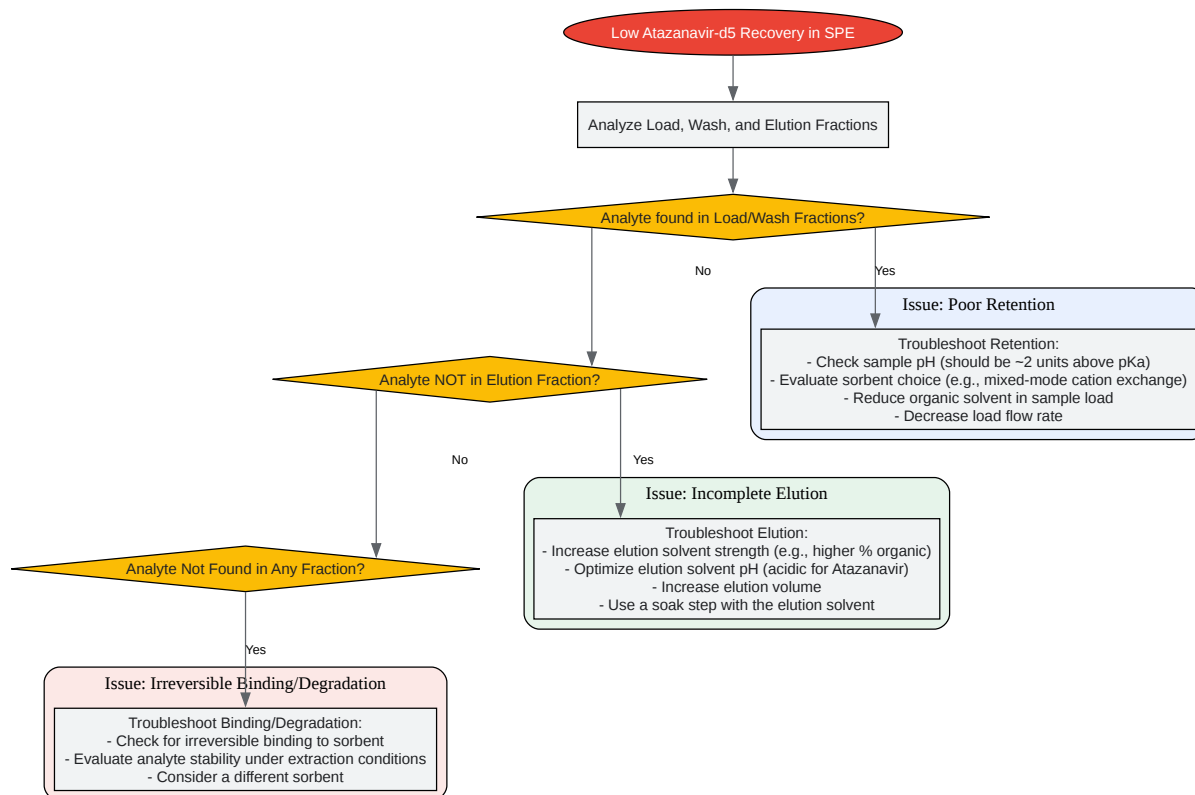 Low Atazanavir-d5 Recovery in SPE
Analyze Load, Wash, and Elution Fractions
Analyte found in Load/Wash Fractions?
No
Yes
Issue: Poor Retention
Troubleshoot Retention:
- Check sample pH (should be ~2 units above pKa)
- Evaluate sorbent choice (e.g., mixed-mode cation exchange)
- Reduce organic solvent in sample load
- Decrease load flow rate
Analyte NOT in Elution Fraction?
No
Yes
Issue: Incomplete Elution
Troubleshoot Elution:
- Increase elution solvent strength (e.g., higher % organic)
- Optimize elution solvent pH (acidic for Atazanavir)
- Increase elution volume
- Use a soak step with the elution solvent
Analyte Not Found in Any Fraction?
Yes
Issue: Irreversible Binding/Degradation
Troubleshoot Binding/Degradation:
- Check for irreversible binding to sorbent
- Evaluate analyte stability under extraction conditions
- Consider a different sorbent